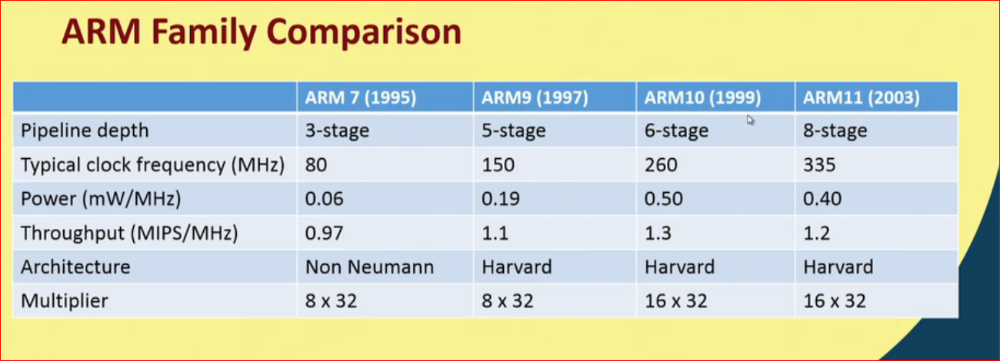 ARM Family Comparison
ARM 7 (1995) ARM9 (1997) ARM10 (1999) ARM11 (2003)
Pipeline depth 3-stage 5-stage 6-stage 8-stage
Typical clock frequency (MHz) 80 150 260 335
Power (mW/MHz) 0.06 0.19 0.50 0.40
Throughput (MIPS/MHz) 0.97 1.1 1.3 1.2
Architecture Non Neumann Harvard Harvard Harvard
Multiplier 8 x 32 8 x 32 16 x 32 16 x 32